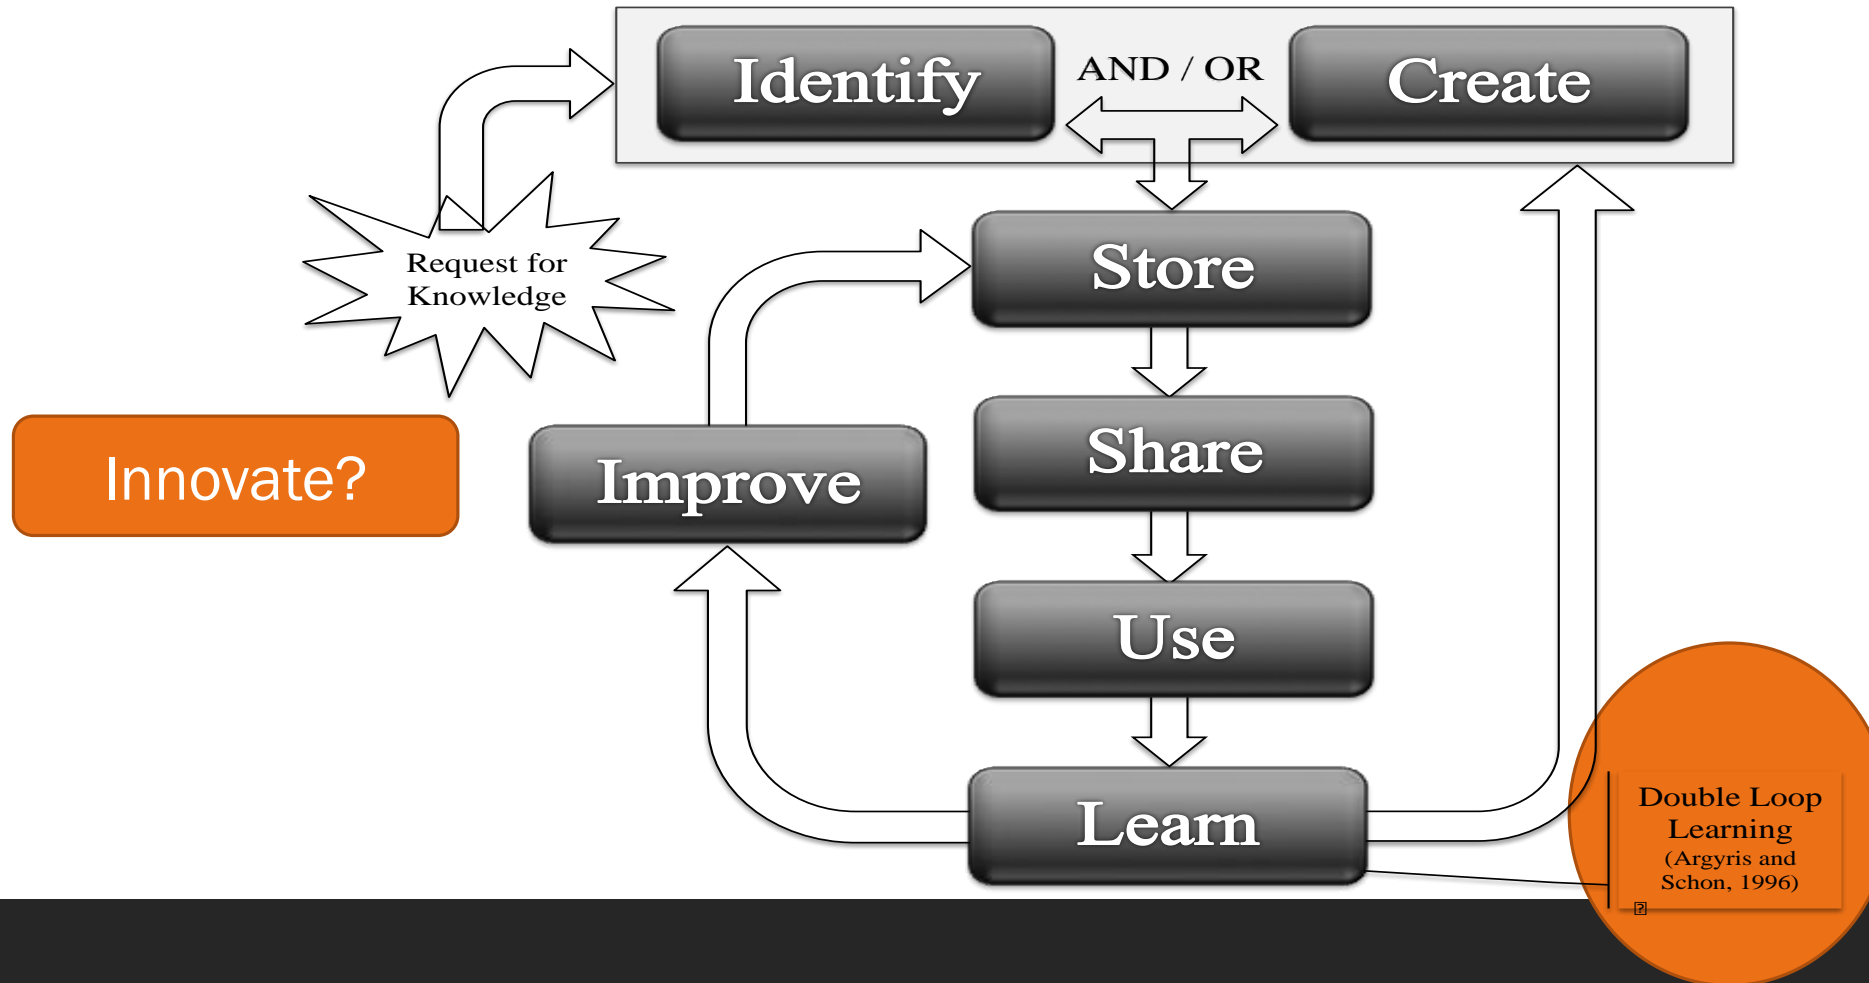 Identify
AND / OR
Create
Request for
Knowledge
Store
Innovate?
Improve
Share
Use
Learn
Double Loop
Learning
(Argyris and
Schon, 1996)